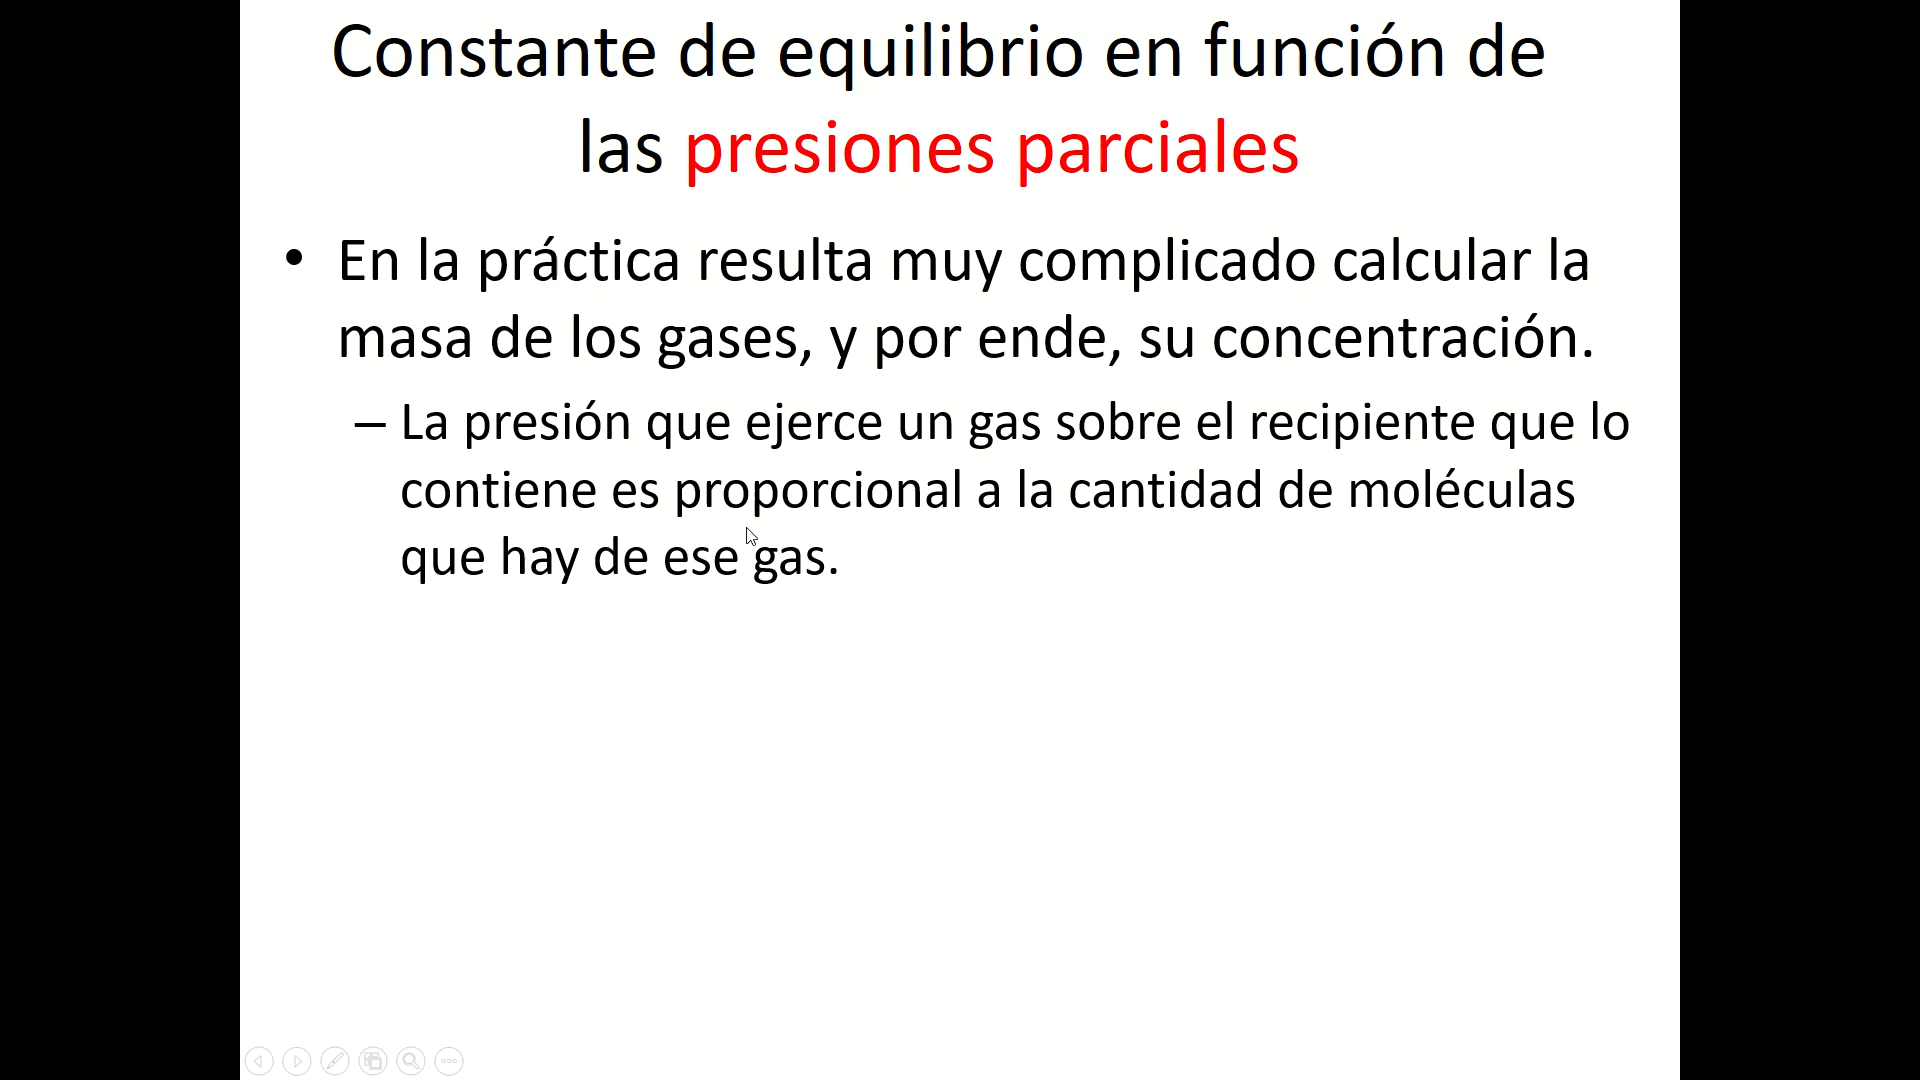 Constante de equilibrio en función de
las presiones parciales
• En la práctica resulta muy complicado calcular la
masa de los gases, y por ende, su concentración.
– La presión que ejerce un gas sobre el recipiente que lo
contiene es proporcional a la cantidad de moléculas
que hay de ese gas.